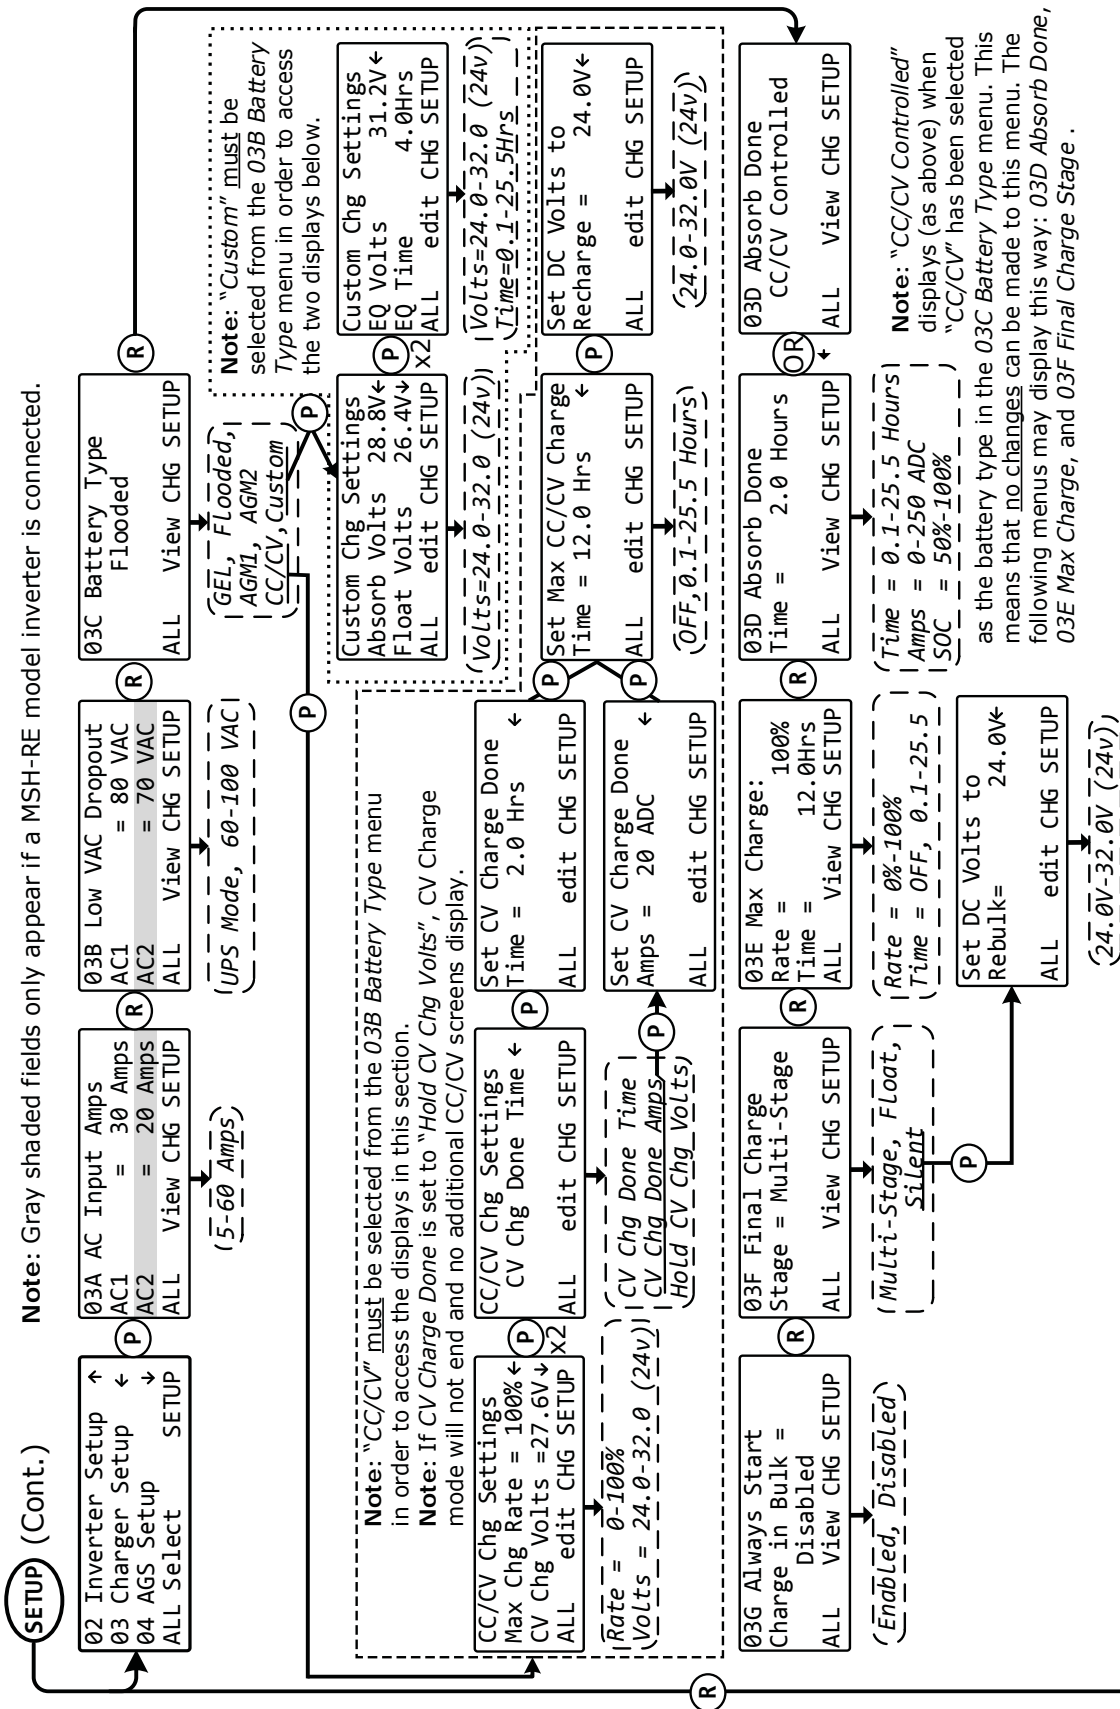 SETUP (Cont.)
Note: Gray shaded fields only appear if a MSH-RE model inverter is connected.
02 Inverter Setup ↑
03 Charger Setup ←
04 AGS Setup ↓
ALL Select SETUP
P
03A AC Input Amps
AC1 = 30 Amps
AC2 = 20 Amps
ALL View CHG SETUP
(5-60 Amps)
R
03B Low VAC Dropout
AC1 = 80 VAC
AC2 = 70 VAC
ALL View CHG SETUP
(UPS Mode, 60-100 VAC)
R
03C Battery Type
Flooded
ALL View CHG SETUP
GEL, Flooded,
AGM1, AGM2
CC/CV, Custom
R
P
P
Note: "Custom" must be
selected from the 03B Battery
Type menu in order to access
the two displays below.
Custom Chg Settings
Absorb Volts 28.8V←
Float Volts 26.4V↓
ALL edit CHG SETUP
(Volts=24.0-32.0 (24v))
P
x2
Custom Chg Settings
EQ Volts 31.2V←
EQ Time 4.0Hrs
ALL edit CHG SETUP
Volts=24.0-32.0 (24v)
Time=0.1-25.5Hrs
Note: "CC/CV" must be selected from the 03B Battery Type menu
in order to access the displays in this section.
Note: If CV Charge Done is set to "Hold CV Chg Volts", CV Charge
mode will not end and no additional CC/CV screens display.
CC/CV Chg Settings
Max Chg Rate = 100%←
CV Chg Volts =27.6V↓
ALL edit CHG SETUP
Rate = 0-100%
Volts = 24.0-32.0 (24v)
P
x2
CC/CV Chg Settings
CV Chg Done Time ←
ALL edit CHG SETUP
CV Chg Done Time
CV Chg Done Amps
Hold CV Chg Volts
P
P
Set CV Charge Done
Time = 2.0 Hrs ←
ALL edit CHG SETUP
Set CV Charge Done
Amps = 20 ADC ←
ALL edit CHG SETUP
P
P
Set Max CC/CV Charge
Time = 12.0 Hrs ←
ALL edit CHG SETUP
(OFF,0.1-25.5 Hours)
P
Set DC Volts to
Recharge = 24.0V←
ALL edit CHG SETUP
(24.0-32.0V (24v))
03G Always Start
Charge in Bulk =
Disabled
ALL View CHG SETUP
(Enabled, Disabled)
R
03F Final Charge
Stage = Multi-Stage
ALL View CHG SETUP
Multi-Stage, Float,
Silent
P
R
03E Max Charge:
Rate = 100%
Time = 12.0Hrs
ALL View CHG SETUP
Rate = 0%-100%
Time = OFF, 0.1-25.5
Set DC Volts to
Rebulk= 24.0V←
ALL edit CHG SETUP
(24.0V-32.0V (24v))
R
03D Absorb Done
Time = 2.0 Hours
ALL View CHG SETUP
Time = 0.1-25.5 Hours
Amps = 0-250 ADC
SOC = 50%-100%
OR
03D Absorb Done
CC/CV Controlled
ALL View CHG SETUP
Note: "CC/CV Controlled"
displays (as above) when
"CC/CV" has been selected
as the battery type in the 03C Battery Type menu. This
means that no changes can be made to this menu. The
following menus may display this way: 03D Absorb Done,
03E Max Charge, and 03F Final Charge Stage .
R